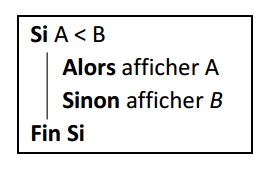 Si A < B
Alors afficher A
Sinon afficher B
Fin Si